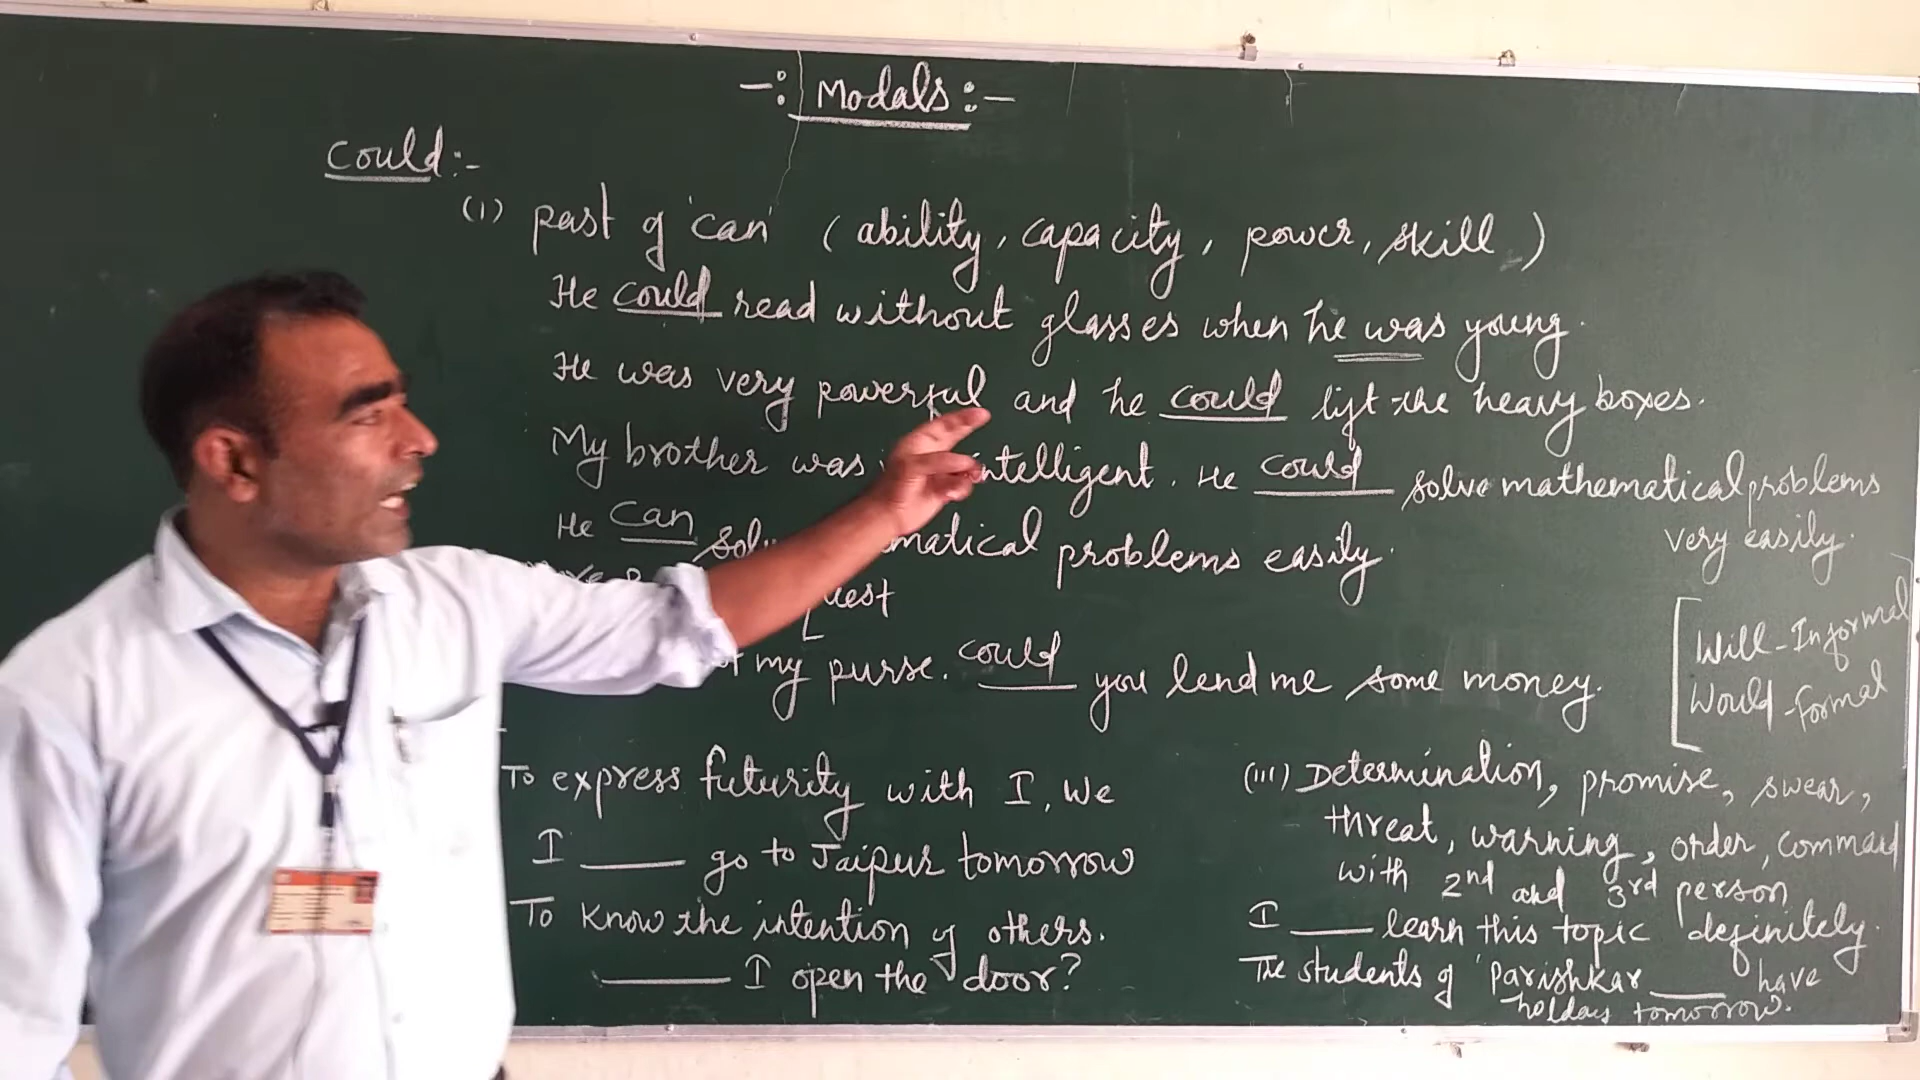 -: Modals :-
Could:-
(1) past of 'can' (ability, capacity, power, skill)
He could read without glasses when he was young.
He was very powerful and he could lift the heavy boxes.
My brother was intelligent. He could solve mathematical problems
very easily.
He can problems easily.
my purse. could you lend me some money.
Will - Informal
Would - formal
To express futurity with I, We
I ____ go to Jaipur tomorrow
To know the intention of others.
____ I open the door?
(III) Determination, promise, swear,
threat, warning, order, command
with 2nd and 3rd person
I ____ learn this topic definitely.
The students of 'Parishkar ____ have
tomorrow.